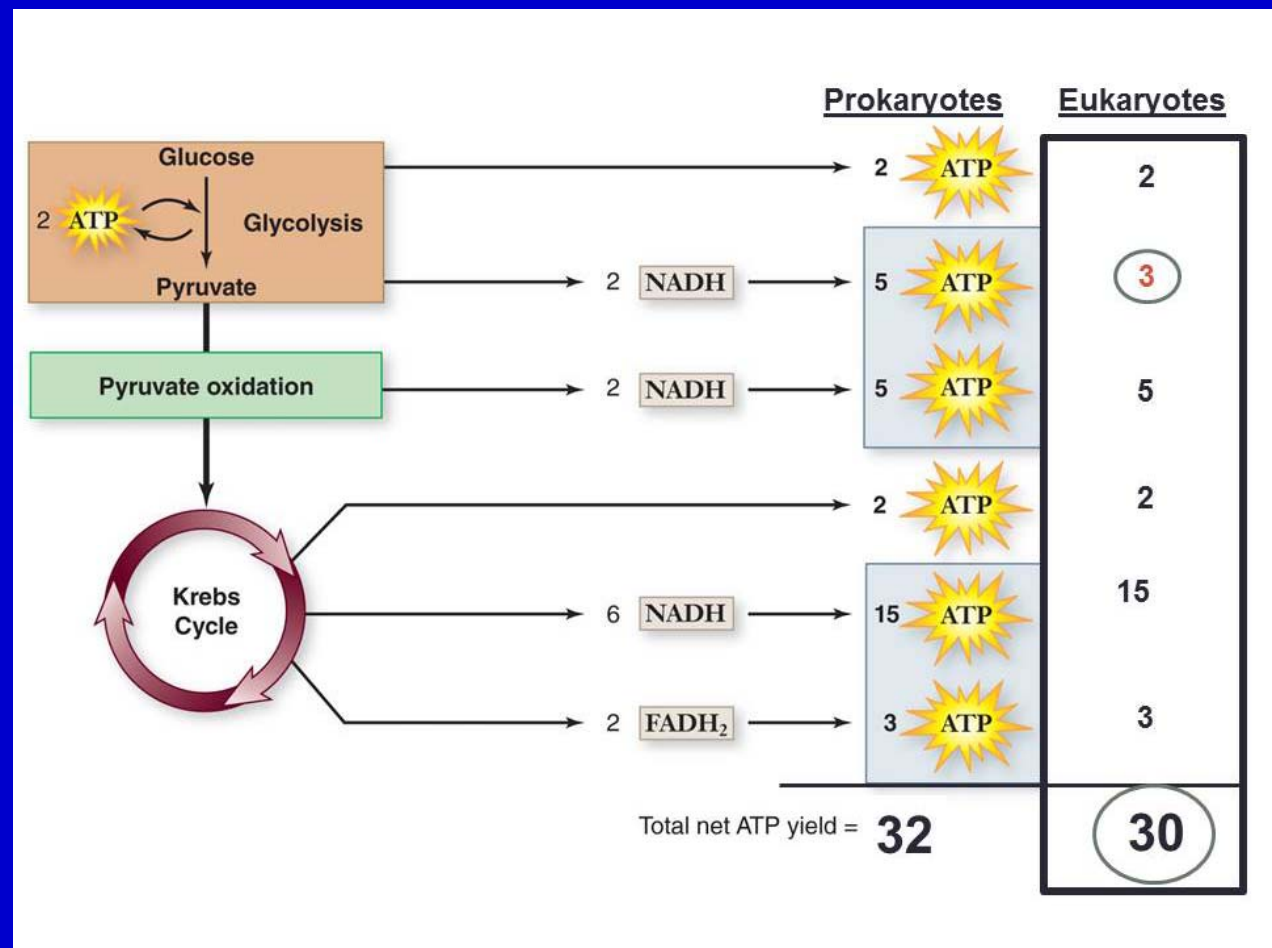 Prokaryotes Eukaryotes
Glucose
2 ATP
Glycolysis
Pyruvate
2 ATP 2
2 NADH 5 ATP 3
Pyruvate oxidation
2 NADH 5 ATP 5
2 ATP 2
Krebs
Cycle
6 NADH 15 ATP 15
2 FADH₂ 3 ATP 3
Total net ATP yield = 32 30